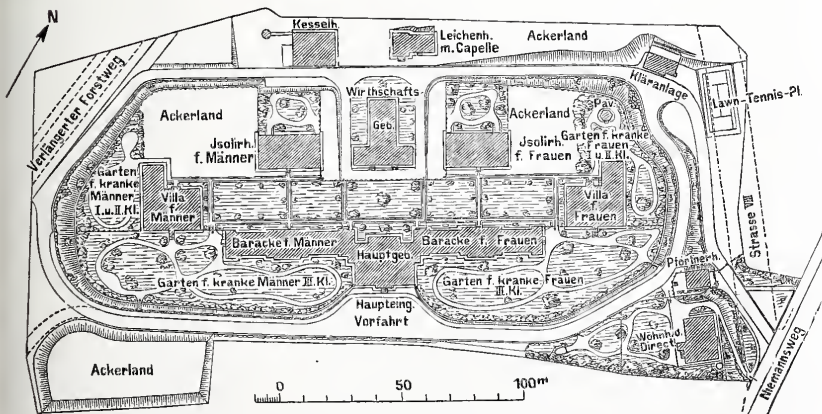 N
Kesselh.
Leichenh.
m. Capelle
Ackerland
Kläranlage
Lawn-Tennis-Pl.
Verlängerter Forstweg
Ackerland
Wirthschafts-
Geb.
Jsolirh.
f. Männer
Ackerland
Jsolirh.
f. Frauen
Pav.
Garten f. kranke
Frauen
I u. II. Kl.
Garten
f. kranke
Männer
I. u. II. Kl.
Villa
f.
Männer
Villa
f.
Frauen
Strasse IIIA
Baracke f. Männer
Baracke f. Frauen
Hauptgeb.
Pförtnerh.
Garten f. kranke Männer III. Kl.
Garten f. kranke Frauen
III. Kl.
Haupteing.
Vorfahrt
Wohnh. d.
Direct.
Niemannsweg
Ackerland
0 50 100 m